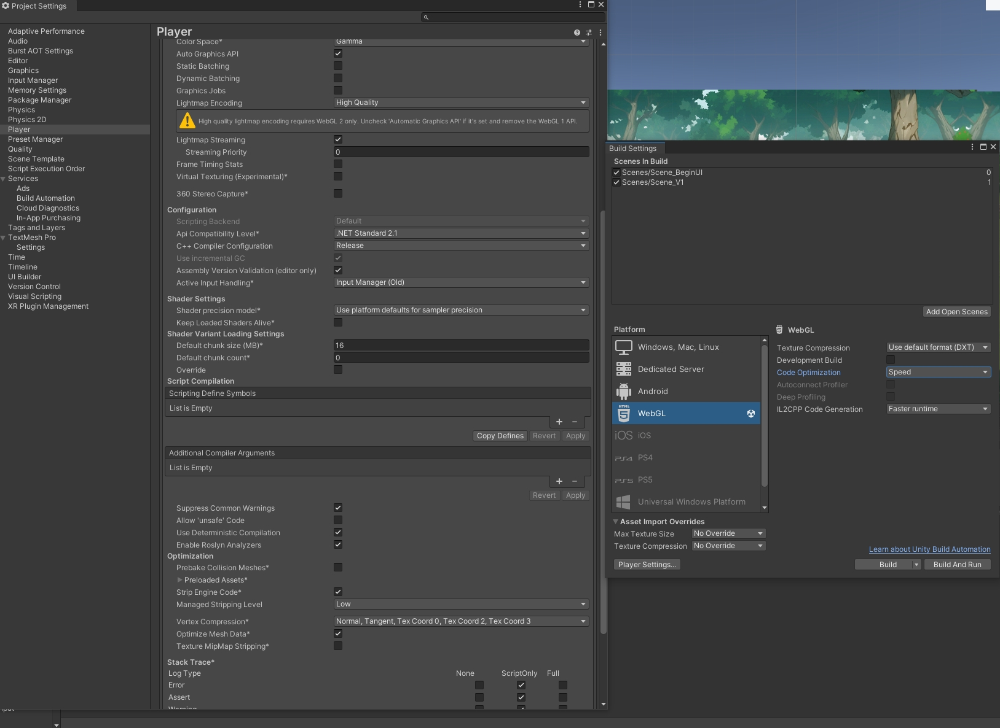 Project Settings
Adaptive Performance
Audio
Burst AOT Settings
Editor
Graphics
Input Manager
Memory Settings
Package Manager
Physics
Physics 2D
Player
Preset Manager
Quality
Scene Template
Script Execution Order
Services
Ads
Build Automation
Cloud Diagnostics
In-App Purchasing
Tags and Layers
TextMesh Pro
Settings
Time
Timeline
UI Builder
Version Control
Visual Scripting
XR Plugin Management
Player
Color Space* Gamma
Auto Graphics API
Static Batching
Dynamic Batching
Graphics Jobs
Lightmap Encoding High Quality
High quality lightmap encoding requires WebGL 2 only. Uncheck 'Automatic Graphics API' if it's set and remove the WebGL 1 API.
Lightmap Streaming
Streaming Priority 0
Frame Timing Stats
Virtual Texturing (Experimental)*
360 Stereo Capture*
Configuration
Scripting Backend Default
Api Compatibility Level* .NET Standard 2.1
C++ Compiler Configuration Release
Use incremental GC
Assembly Version Validation (editor only)
Active Input Handling* Input Manager (Old)
Shader Settings
Shader precision model* Use platform defaults for sampler precision
Keep Loaded Shaders Alive*
Shader Variant Loading Settings
Default chunk size (MB)* 16
Default chunk count* 0
Override
Script Compilation
Scripting Define Symbols
List is Empty
+ −
Copy Defines Revert Apply
Additional Compiler Arguments
List is Empty
+ −
Revert Apply
Suppress Common Warnings
Allow 'unsafe' Code
Use Deterministic Compilation
Enable Roslyn Analyzers
Optimization
Prebake Collision Meshes*
Preloaded Assets*
Strip Engine Code*
Managed Stripping Level Low
Vertex Compression* Normal, Tangent, Tex Coord 0, Tex Coord 2, Tex Coord 3
Optimize Mesh Data*
Texture MipMap Stripping*
Stack Trace*
Log Type None ScriptOnly Full
Error
Assert
Warning
Build Settings
Scenes In Build
Scenes/Scene_BeginUI 0
Scenes/Scene_V1 1
Add Open Scenes
Platform
Windows, Mac, Linux
Dedicated Server
Android
HTML 5 WebGL
iOS iOS
PS4 PS4
PS5 PS5
Universal Windows Platform
WebGL
Texture Compression Use default format (DXT)
Development Build
Code Optimization Speed
Autoconnect Profiler
Deep Profiling
IL2CPP Code Generation Faster runtime
Asset Import Overrides
Max Texture Size No Override
Texture Compression No Override
Learn about Unity Build Automation
Player Settings...
Build
Build And Run